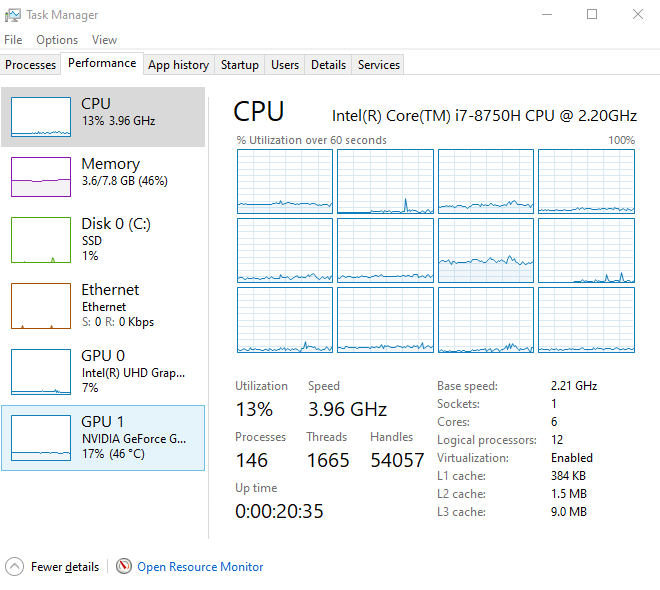 Task Manager
File Options View
Processes Performance App history Startup Users Details Services
CPU
13% 3.96 GHz
Memory
3.6/7.8 GB (46%)
Disk 0 (C:)
SSD
1%
Ethernet
Ethernet
S: 0 R: 0 Kbps
GPU 0
Intel(R) UHD Grap...
7%
GPU 1
NVIDIA GeForce G...
17% (46 °C)
CPU Intel(R) Core(TM) i7-8750H CPU @ 2.20GHz
% Utilization over 60 seconds 100%
Utilization Speed
13% 3.96 GHz
Processes Threads Handles
146 1665 54057
Up time
0:00:20:35
Base speed: 2.21 GHz
Sockets: 1
Cores: 6
Logical processors: 12
Virtualization: Enabled
L1 cache: 384 KB
L2 cache: 1.5 MB
L3 cache: 9.0 MB
Fewer details Open Resource Monitor